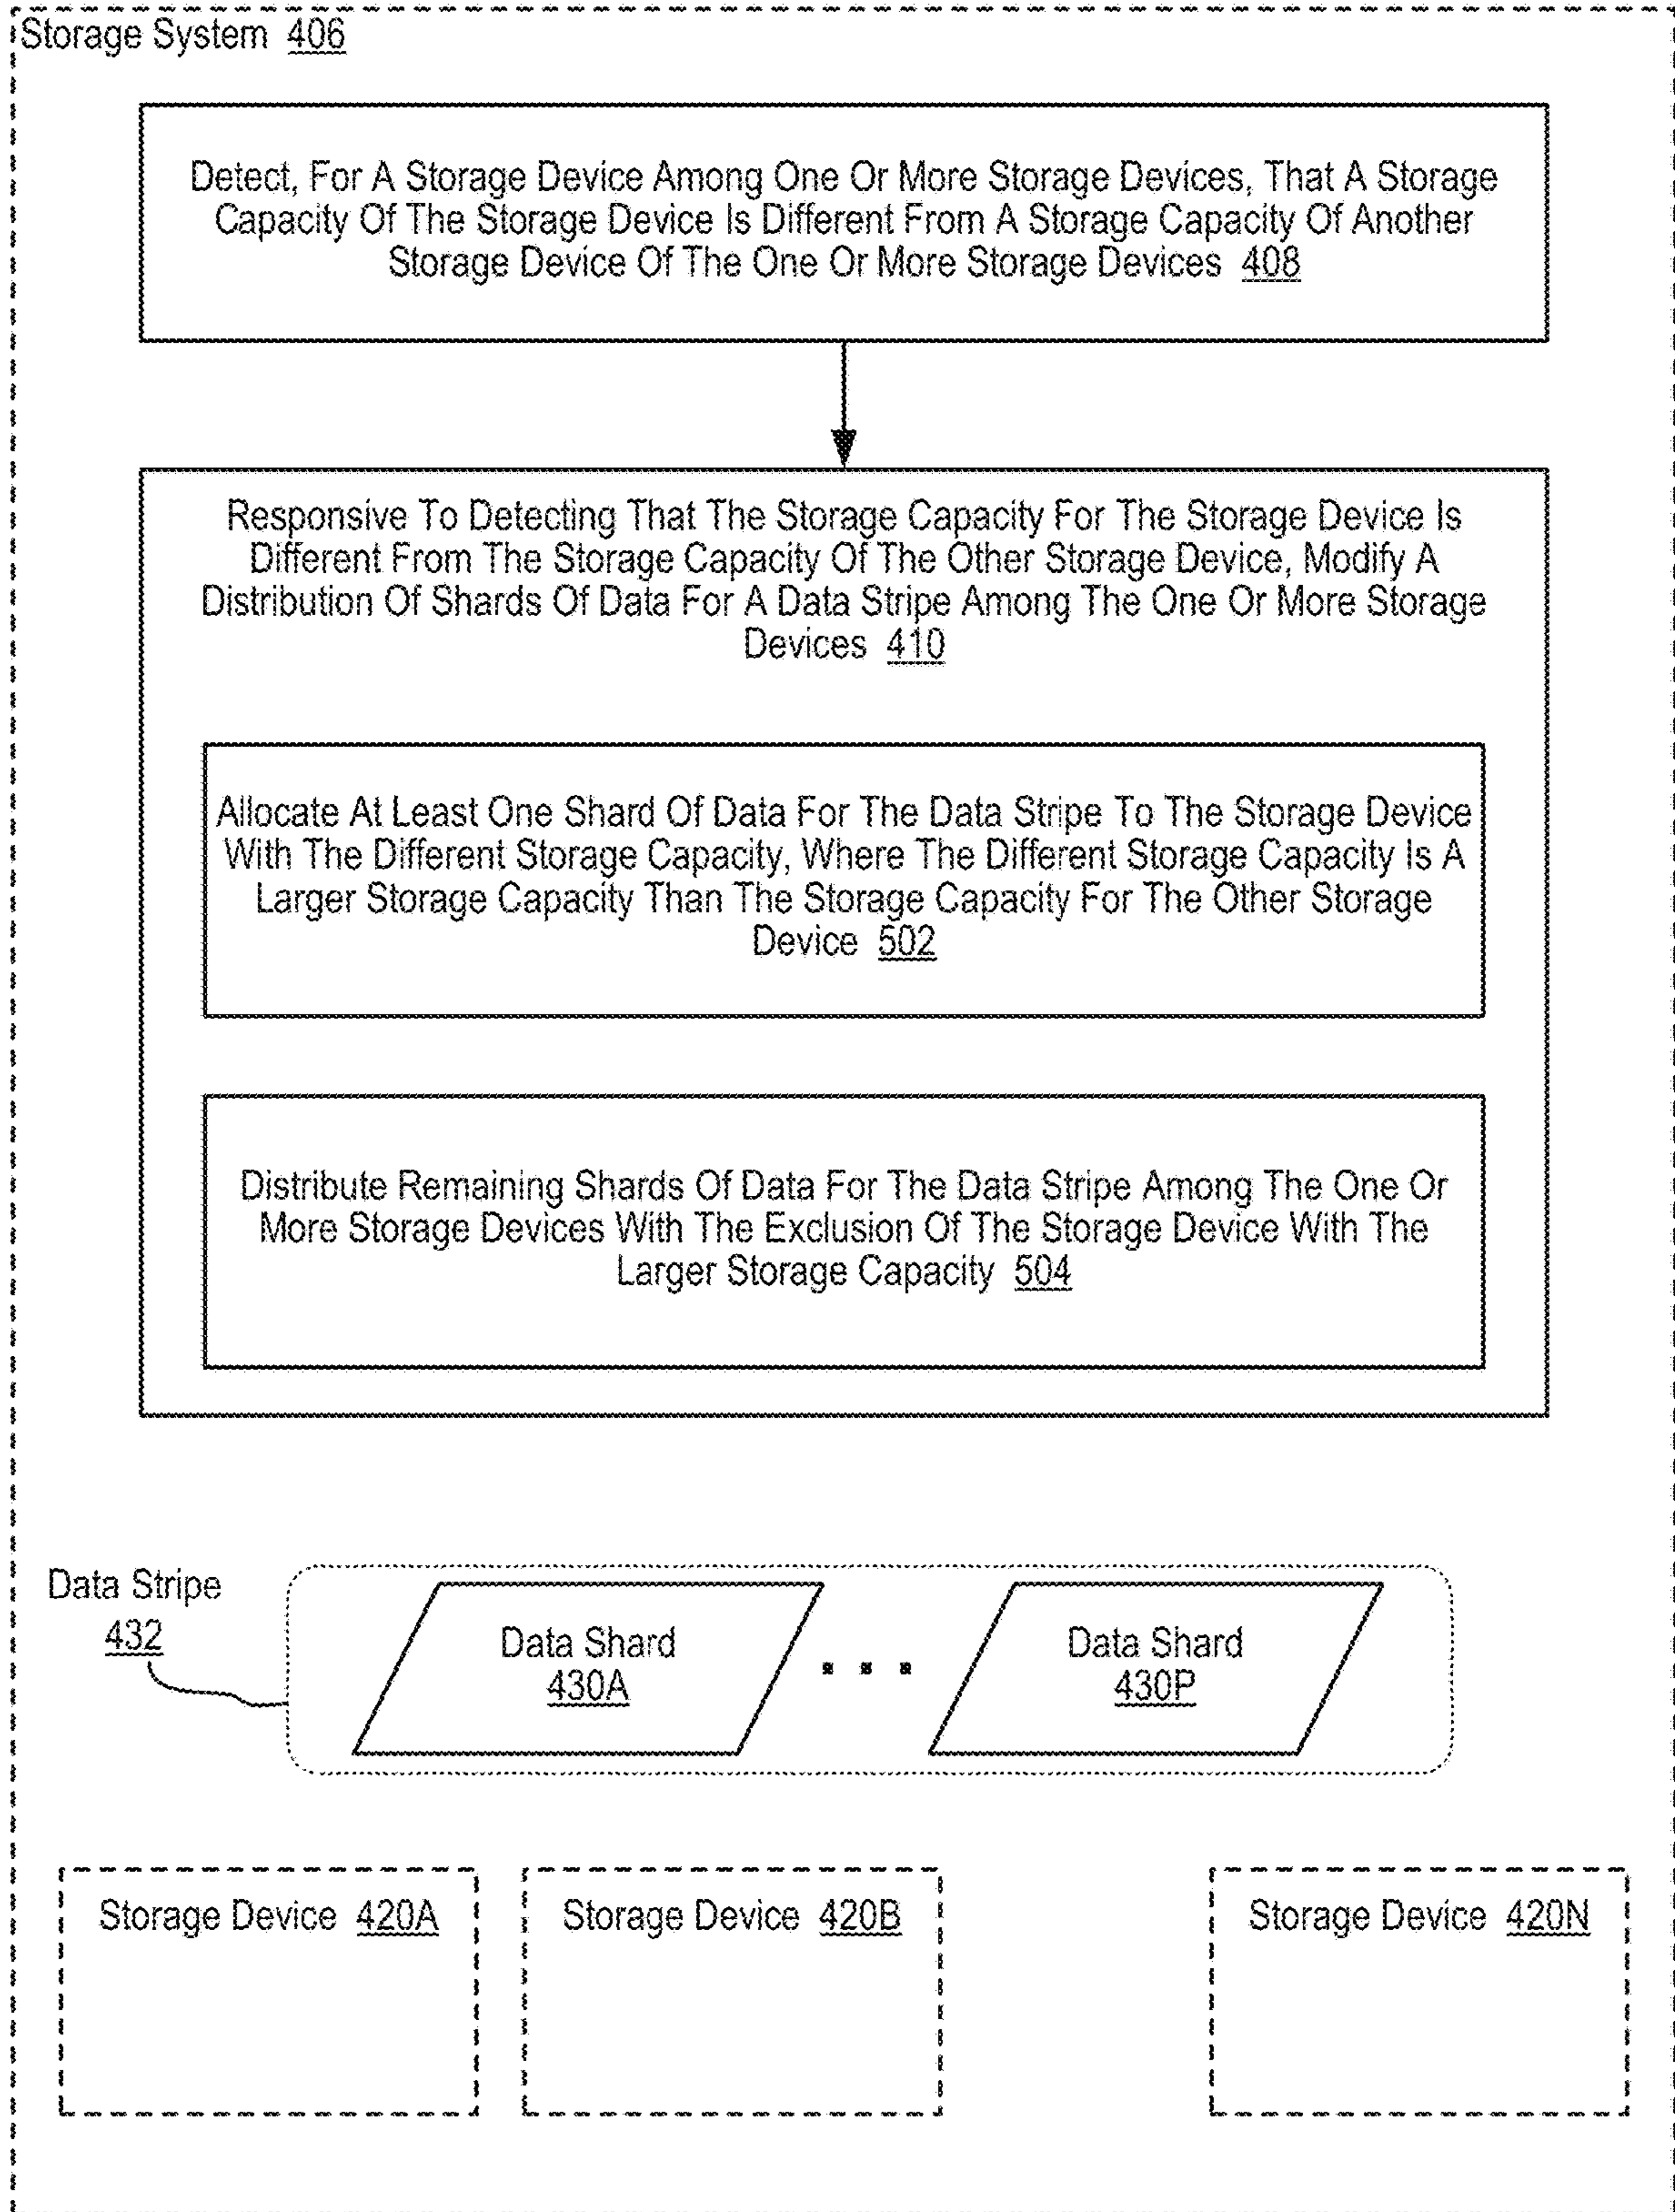 Storage System 406
Detect, For A Storage Device Among One Or More Storage Devices, That A Storage
Capacity Of The Storage Device Is Different From A Storage Capacity Of Another
Storage Device Of The One Or More Storage Devices 408
Responsive To Detecting That The Storage Capacity For The Storage Device Is
Different From The Storage Capacity Of The Other Storage Device, Modify A
Distribution Of Shards Of Data For A Data Stripe Among The One Or More Storage
Devices 410
Allocate At Least One Shard Of Data For The Data Stripe To The Storage Device
With The Different Storage Capacity, Where The Different Storage Capacity Is A
Larger Storage Capacity Than The Storage Capacity For The Other Storage
Device 502
Distribute Remaining Shards Of Data For The Data Stripe Among The One Or
More Storage Devices With The Exclusion Of The Storage Device With The
Larger Storage Capacity 504
Data Stripe
432
Data Shard
430A
Data Shard
430P
Storage Device 420A
Storage Device 420B
Storage Device 420N